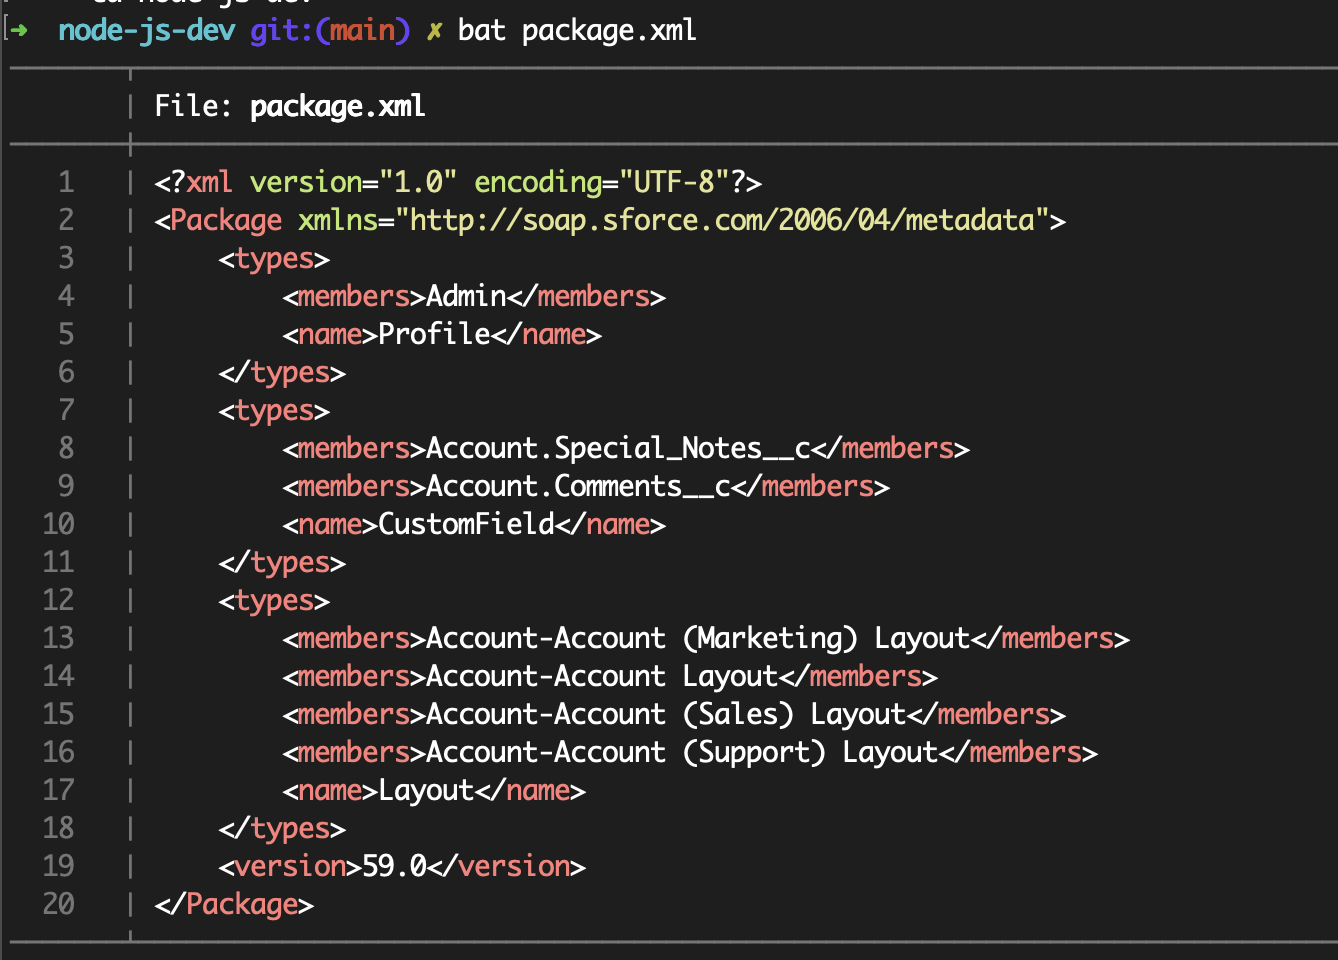 node-js-dev git:(main) ✗ bat package.xml
File: package.xml
1 <?xml version="1.0" encoding="UTF-8"?>
2 <Package xmlns="http://soap.sforce.com/2006/04/metadata">
3     <types>
4         <members>Admin</members>
5         <name>Profile</name>
6     </types>
7     <types>
8         <members>Account.Special_Notes__c</members>
9         <members>Account.Comments__c</members>
10         <name>CustomField</name>
11     </types>
12     <types>
13         <members>Account-Account (Marketing) Layout</members>
14         <members>Account-Account Layout</members>
15         <members>Account-Account (Sales) Layout</members>
16         <members>Account-Account (Support) Layout</members>
17         <name>Layout</name>
18     </types>
19     <version>59.0</version>
20 </Package>